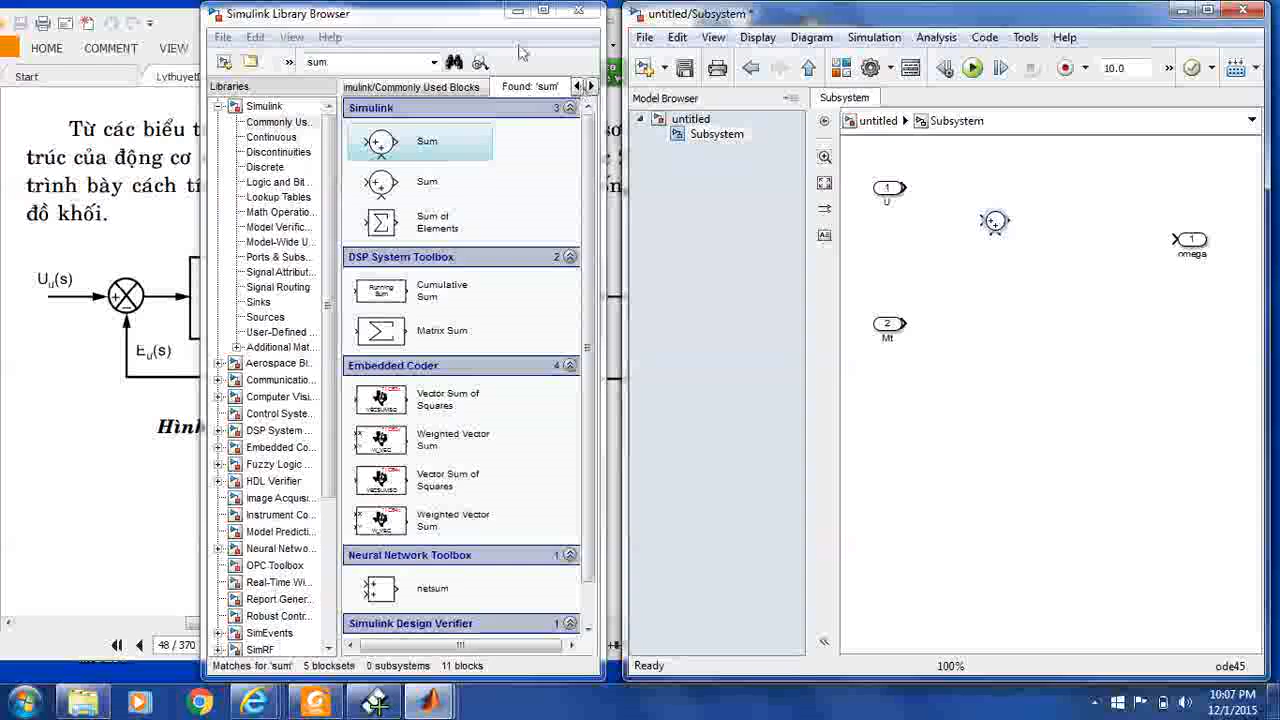 HOME
COMMENT
VIEW
Start
Lythuyet
Từ các biểu t
trúc của động cơ
trình bày cách tí
đồ khối.
Uu(s)
+
−
Eu(s)
Hình
48 / 370
Simulink Library Browser
File Edit View Help
»
sum
Libraries
Simulink
Commonly Us...
Continuous
Discontinuities
Discrete
Logic and Bit...
Lookup Tables
Math Operatio...
Model Verific...
Model-Wide U...
Ports & Subs...
Signal Attribut...
Signal Routing
Sinks
Sources
User-Defined ...
Additional Mat...
Aerospace Bl...
Communicatio...
Computer Visi...
Control Syste...
DSP System ...
Embedded Co...
Fuzzy Logic ...
HDL Verifier
Image Acquisi...
Instrument Co...
Model Predicti...
Neural Netwo...
OPC Toolbox
Real-Time Wi...
Report Gener...
Robust Contr...
SimEvents
SimRF
imulink/Commonly Used Blocks
Found: 'sum'
Simulink 3
Sum
Sum
Sum of
Elements
DSP System Toolbox 2
Running
Sum
Cumulative
Sum
Matrix Sum
Embedded Coder 4
Vector Sum of
Squares
Weighted Vector
Sum
Vector Sum of
Squares
Weighted Vector
Sum
Neural Network Toolbox 1
netsum
Simulink Design Verifier 1
Matches for 'sum' 5 blocksets 0 subsystems 11 blocks
untitled/Subsystem *
File Edit View Display Diagram Simulation Analysis Code Tools Help
10.0
»
Model Browser
untitled
Subsystem
Subsystem
untitled
Subsystem
1
U
2
Mt
1
omega
Ready
100%
ode45
10:07 PM
12/1/2015